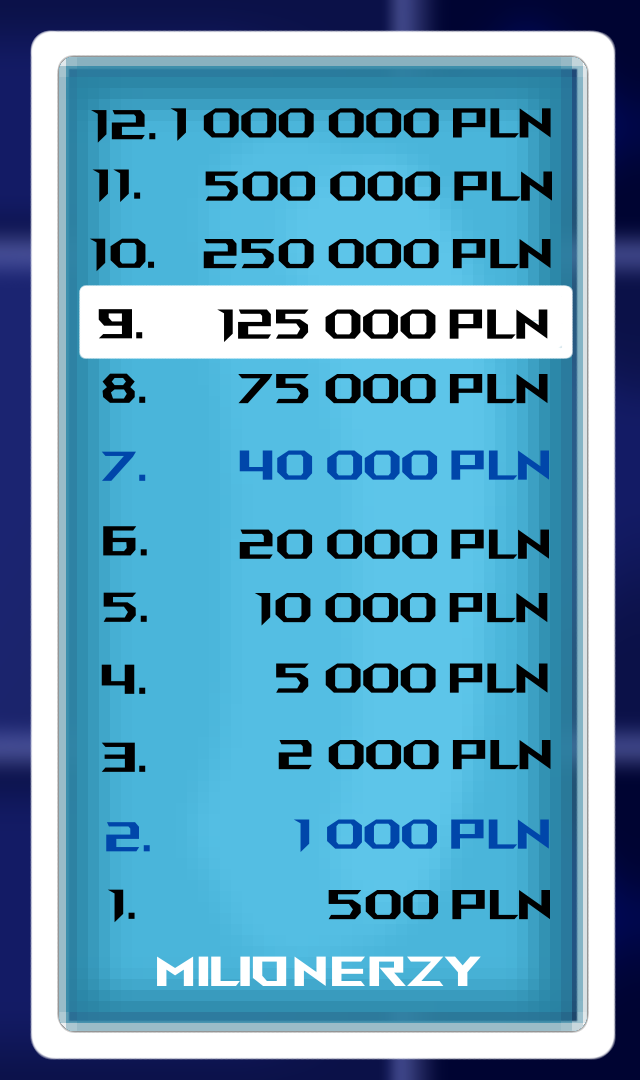 12. 1 000 000 PLN
11. 500 000 PLN
10. 250 000 PLN
9. 125 000 PLN
8. 75 000 PLN
7. 40 000 PLN
6. 20 000 PLN
5. 10 000 PLN
4. 5 000 PLN
3. 2 000 PLN
2. 1 000 PLN
1. 500 PLN
MILIONERZY